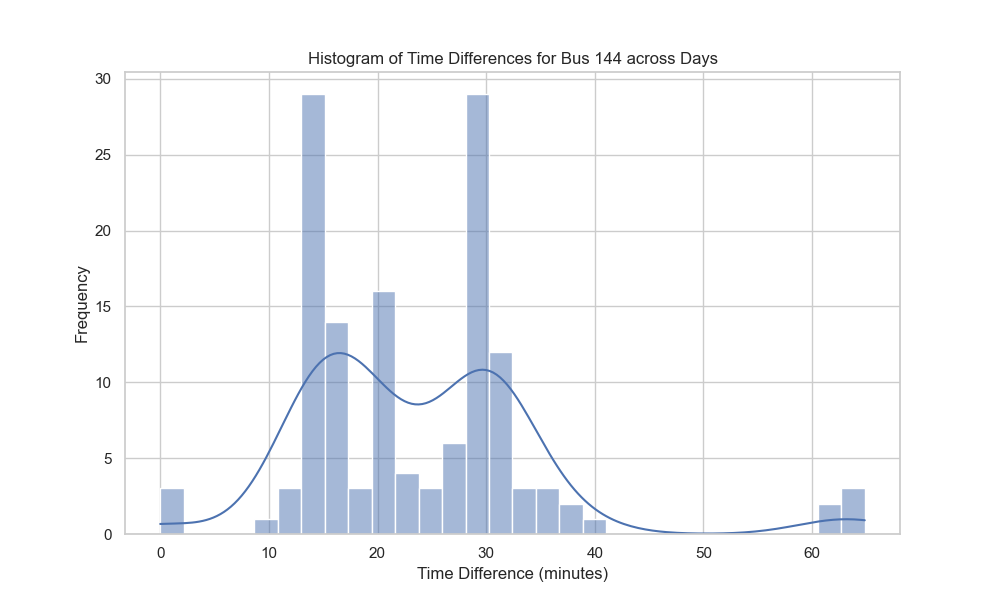 Histogram of Time Differences for Bus 144 across Days
30
25
20
15
10
5
0
Frequency
0 10 20 30 40 50 60
Time Difference (minutes)